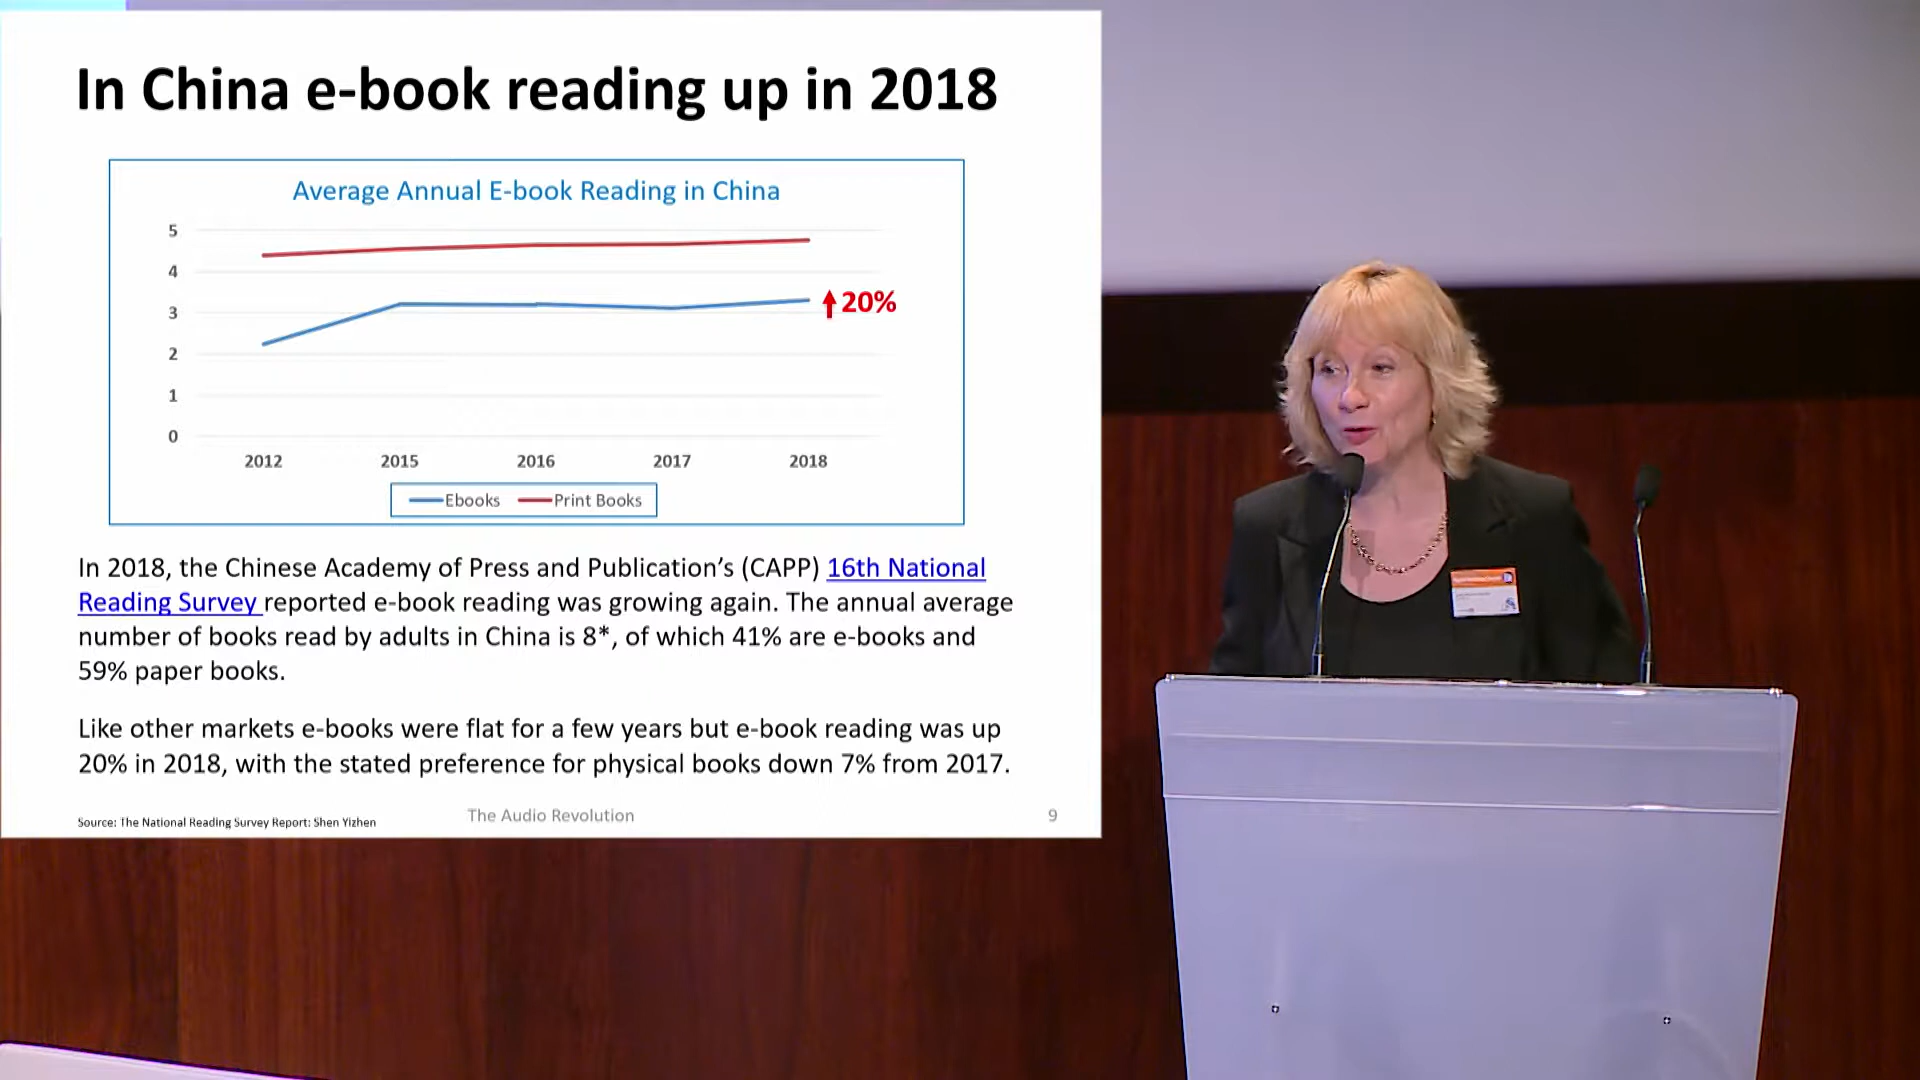 In China e-book reading up in 2018
Average Annual E-book Reading in China
5
4
3
2
1
0
20%
2012 2015 2016 2017 2018
Ebooks Print Books
In 2018, the Chinese Academy of Press and Publication’s (CAPP) 16th National
Reading Survey reported e-book reading was growing again. The annual average
number of books read by adults in China is 8*, of which 41% are e-books and
59% paper books.
Like other markets e-books were flat for a few years but e-book reading was up
20% in 2018, with the stated preference for physical books down 7% from 2017.
Source: The National Reading Survey Report: Shen Yizhen
The Audio Revolution
9